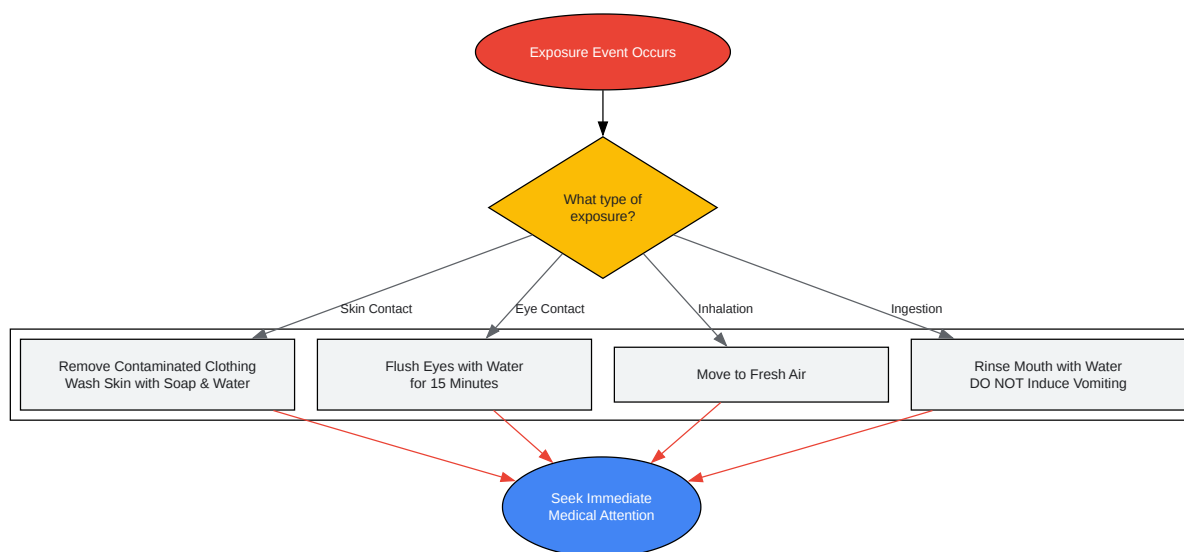 Exposure Event Occurs
What type of
exposure?
Skin Contact
Eye Contact
Inhalation
Ingestion
Remove Contaminated Clothing
Wash Skin with Soap & Water
Flush Eyes with Water
for 15 Minutes
Move to Fresh Air
Rinse Mouth with Water
DO NOT Induce Vomiting
Seek Immediate
Medical Attention